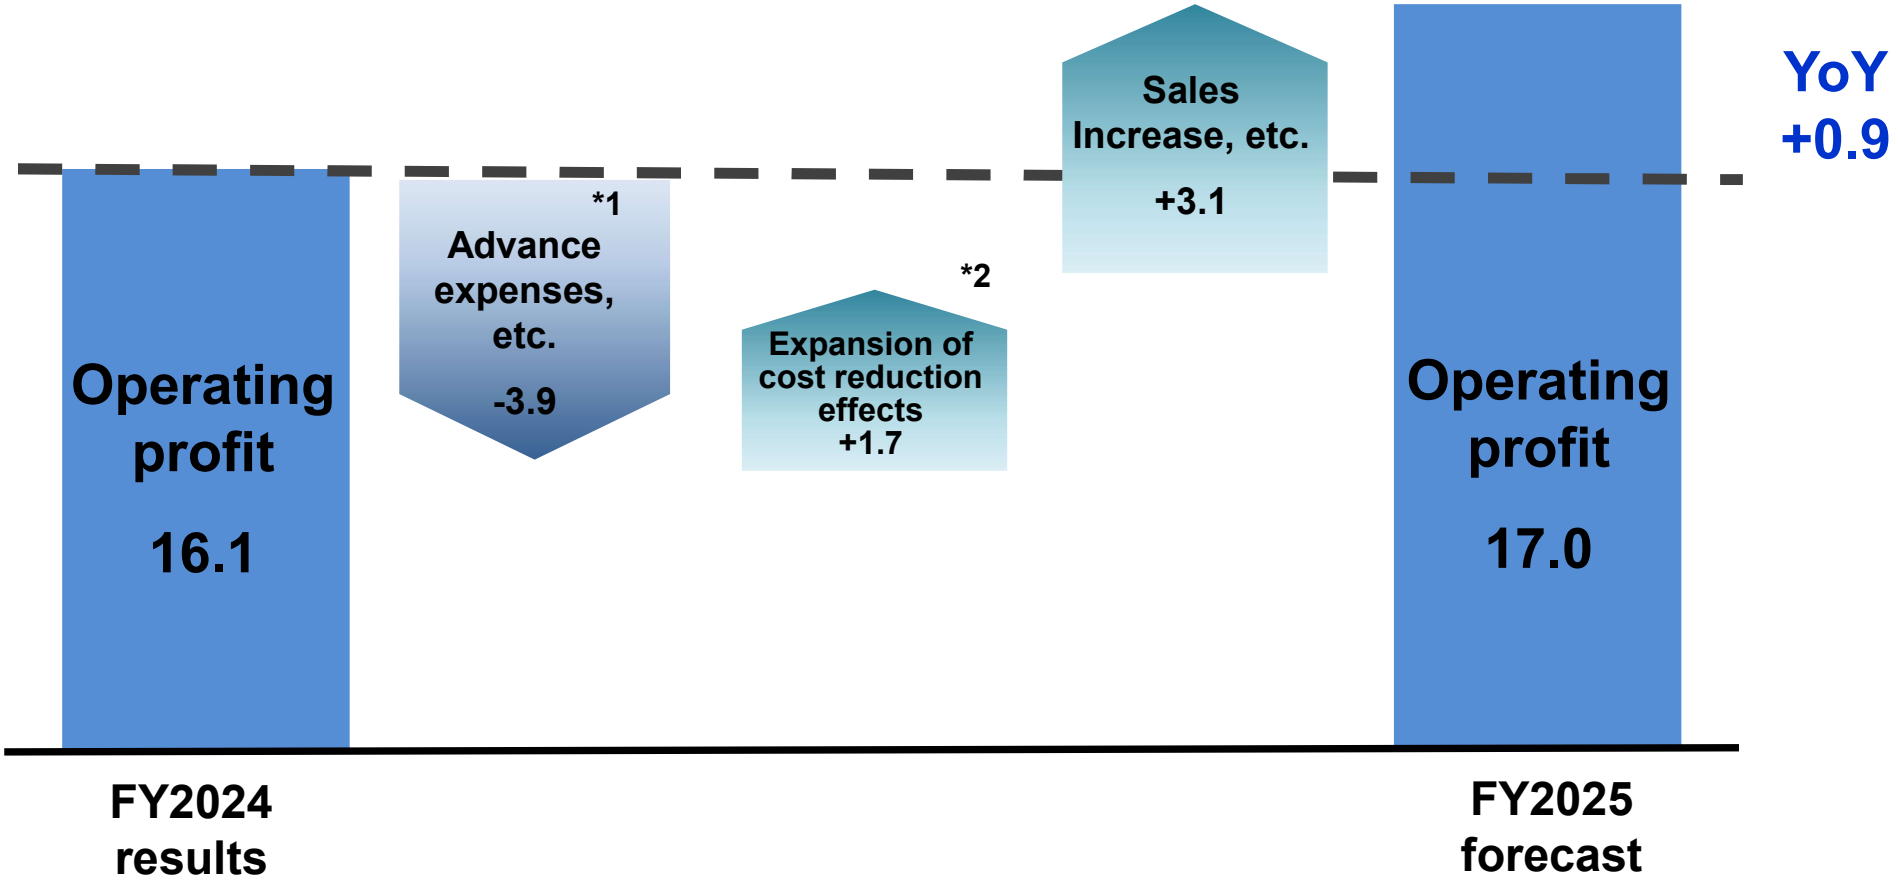 Operating
profit
16.1
FY2024
results
*1
Advance
expenses,
etc.
-3.9
*2
Expansion of
cost reduction
effects
+1.7
Sales
Increase, etc.
+3.1
Operating
profit
17.0
FY2025
forecast
YoY
+0.9